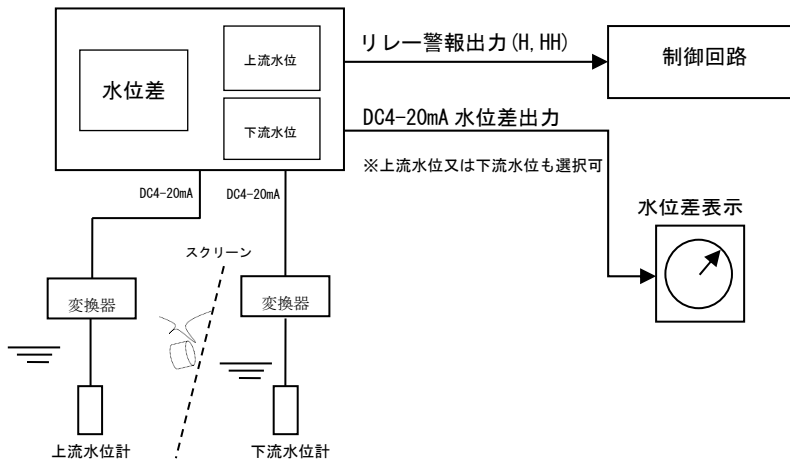 リレー警報出力(H,HH)
制御回路
上流水位
水位差
下流水位
DC4-20mA 水位差出力
※上流水位又は下流水位も選択可
DC4-20mA
DC4-20mA
水位差表示
スクリーン
変換器
変換器
上流水位計
下流水位計